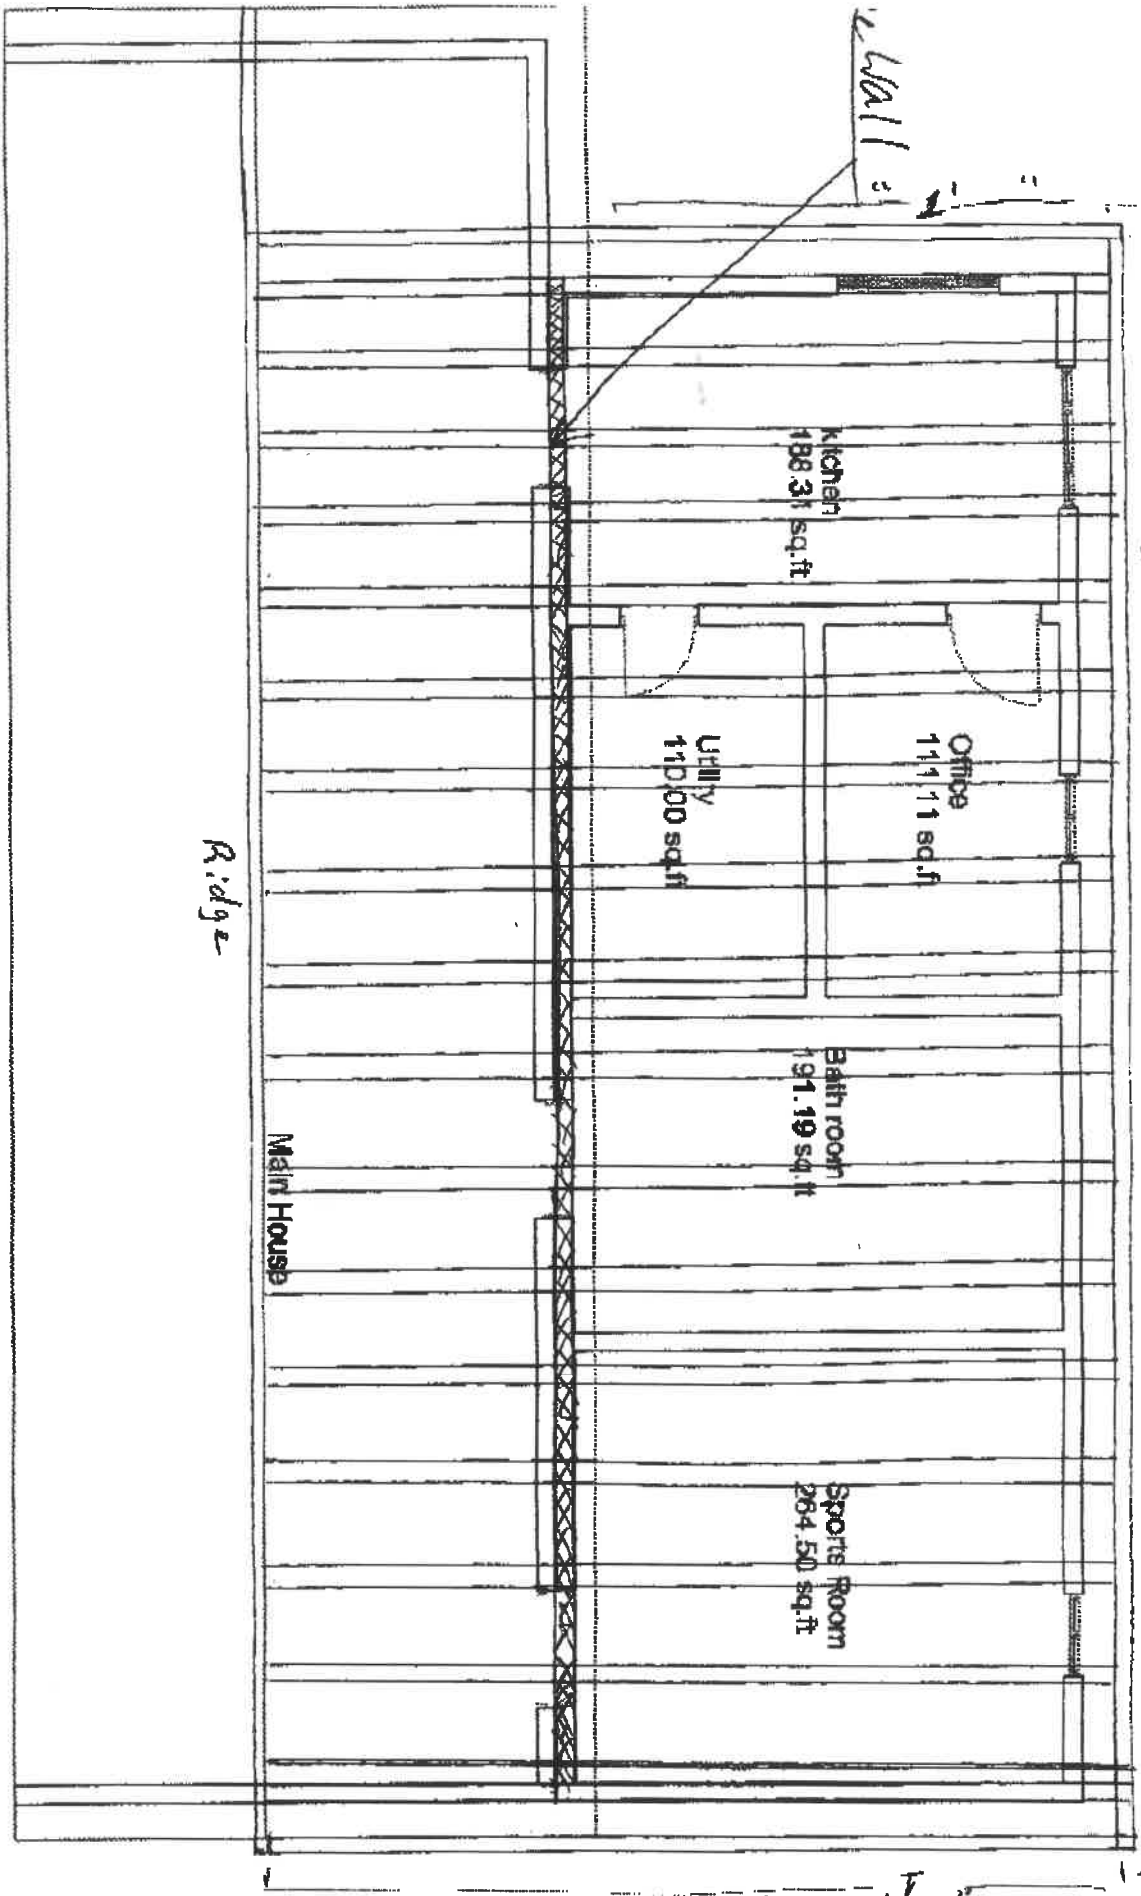 Wall
Kitchen
188.31 sq.ft
Office
111.11 sq.ft
Utility
110.00 sq.ft
Bath room
191.19 sq.ft
Ridge
Main House
Sports Room
264.50 sq.ft